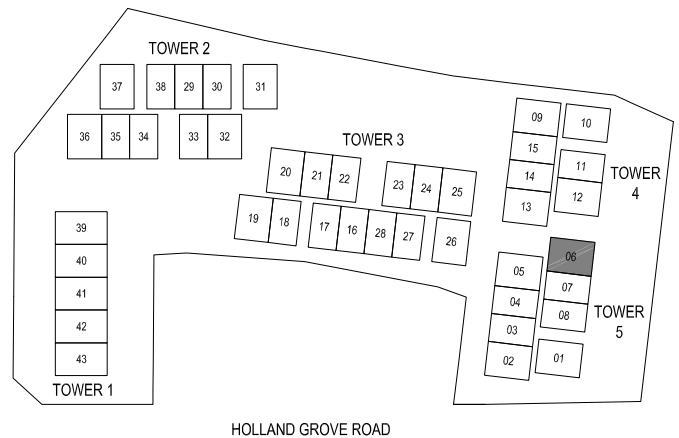 TOWER 2
37 38 29 30 31
36 35 34 33 32
TOWER 3
20 21 22 23 24 25
19 18 17 16 28 27 26
09 10
15 11
14 12
13
TOWER
4
39
40
41
42
43
TOWER 1
06
05 07
04 08
03
02 01
TOWER
5
HOLLAND GROVE ROAD